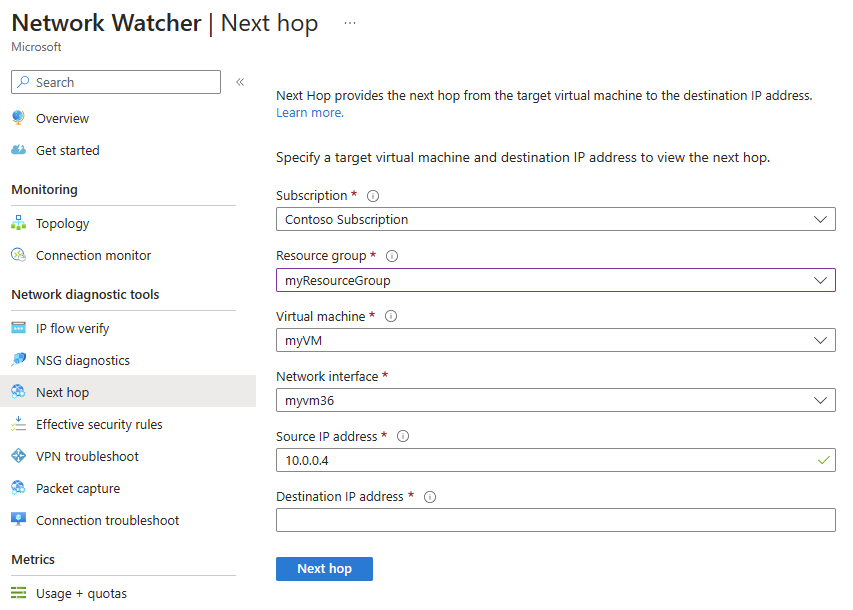 Network Watcher | Next hop ...
Microsoft
Search «
Overview
Get started
Monitoring
Topology
Connection monitor
Network diagnostic tools
IP flow verify
NSG diagnostics
Next hop
Effective security rules
VPN troubleshoot
Packet capture
Connection troubleshoot
Metrics
Usage + quotas
Next Hop provides the next hop from the target virtual machine to the destination IP address.
Learn more.
Specify a target virtual machine and destination IP address to view the next hop.
Subscription *
Contoso Subscription
Resource group *
myResourceGroup
Virtual machine *
myVM
Network interface *
myvm36
Source IP address *
10.0.0.4
Destination IP address *
Next hop